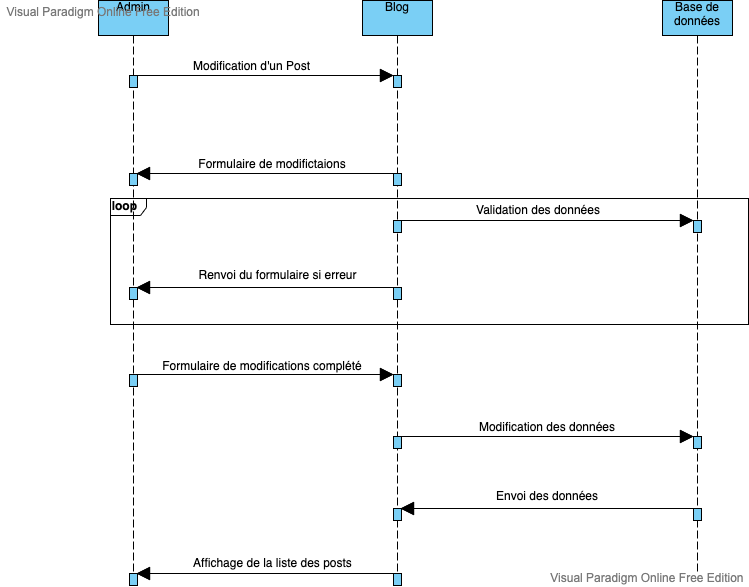 Visual Paradigm Online Free Edition
Admin
Blog
Base de
données
Modification d'un Post
Formulaire de modifictaions
loop
Validation des données
Renvoi du formulaire si erreur
Formulaire de modifications complété
Modification des données
Envoi des données
Affichage de la liste des posts
Visual Paradigm Online Free Edition